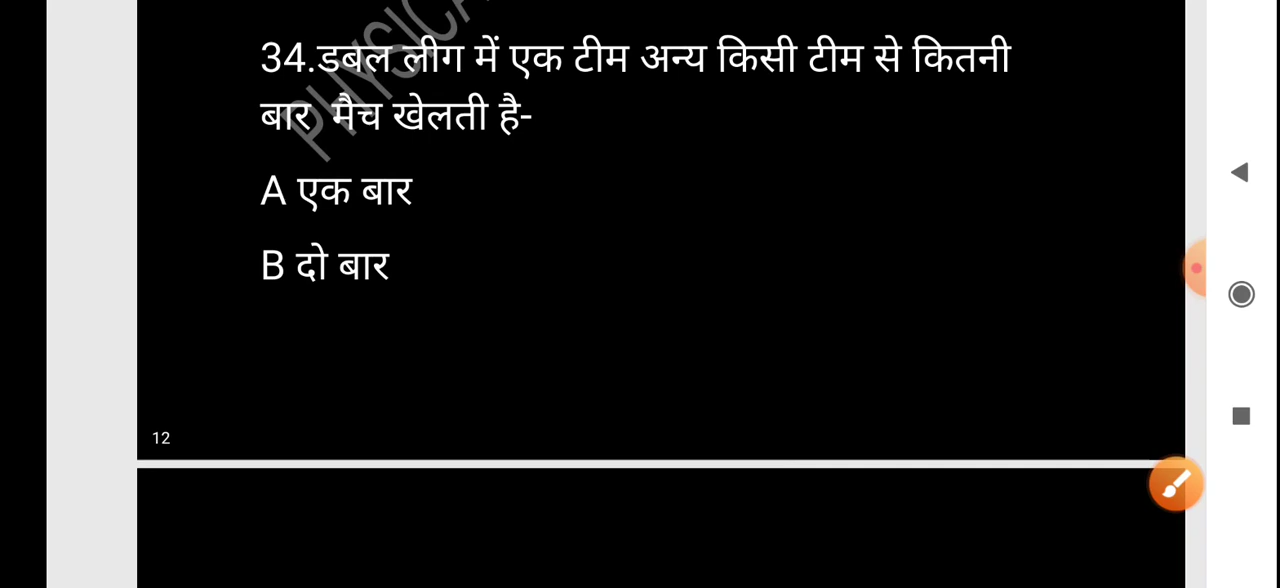 34.डबल लीग में एक टीम अन्य किसी टीम से कितनी
बार मैच खेलती है-
A एक बार
B दो बार
12